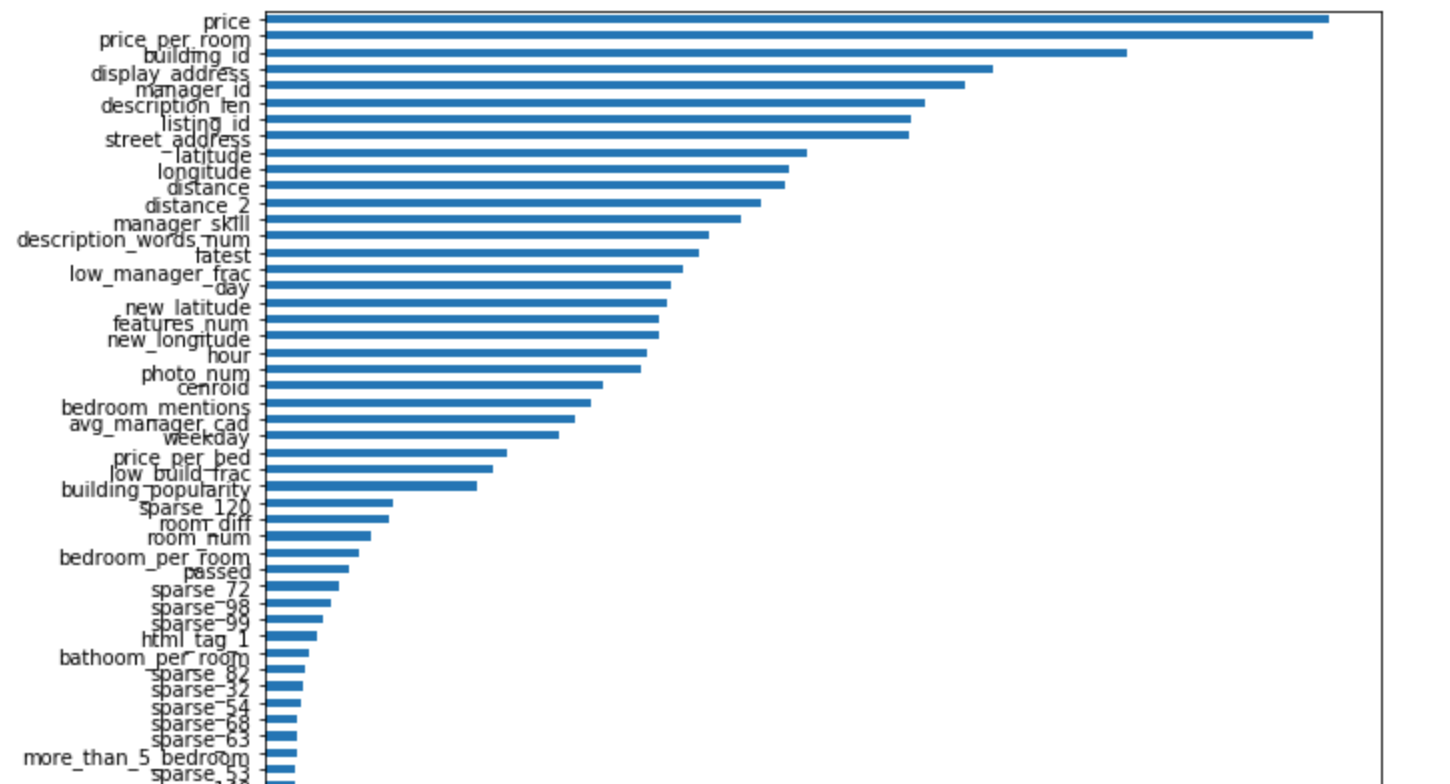 price
price_per_room
building_id
display_address
manager_id
description_len
listing_id
street_address
latitude
longitude
distance
distance_2
manager_skill
description_words_num
latest
low_manager_frac
day
new_latitude
features_num
new_longitude
hour
photo_num
cenroid
bedroom_mentions
avg_manager_cad
weekday
price_per_bed
low_build_frac
building_popularity
sparse_120
room_diff
room_num
bedroom_per_room
passed
sparse_72
sparse_98
sparse_99
html_tag_1
bathoom_per_room
sparse_82
sparse_32
sparse_54
sparse_68
sparse_63
more_than_5_bedroom
sparse_53